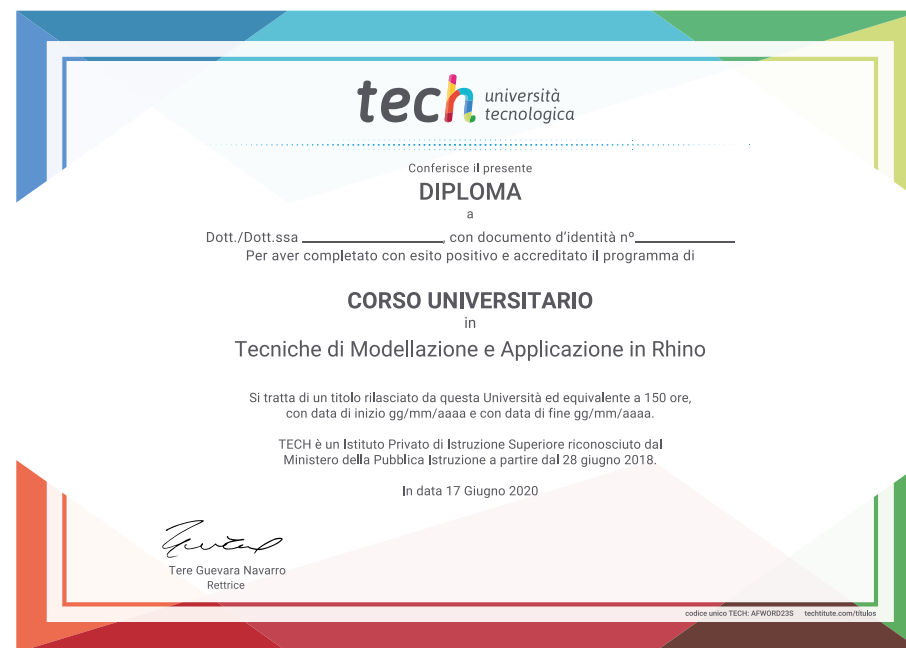 tech università
tecnologica
Conferisce il presente
DIPLOMA
a
Dott./Dott.ssa ____________________, con documento d'identità nº______________
Per aver completato con esito positivo e accreditato il programma di
CORSO UNIVERSITARIO
in
Tecniche di Modellazione e Applicazione in Rhino
Si tratta di un titolo rilasciato da questa Università ed equivalente a 150 ore,
con data di inizio gg/mm/aaaa e con data di fine gg/mm/aaaa.
TECH è un Istituto Privato di Istruzione Superiore riconosciuto dal
Ministero della Pubblica Istruzione a partire dal 28 giugno 2018.
In data 17 Giugno 2020
Tere Guevara Navarro
Rettrice
codice unico TECH: AFWORD23S techtitute.com/títulos